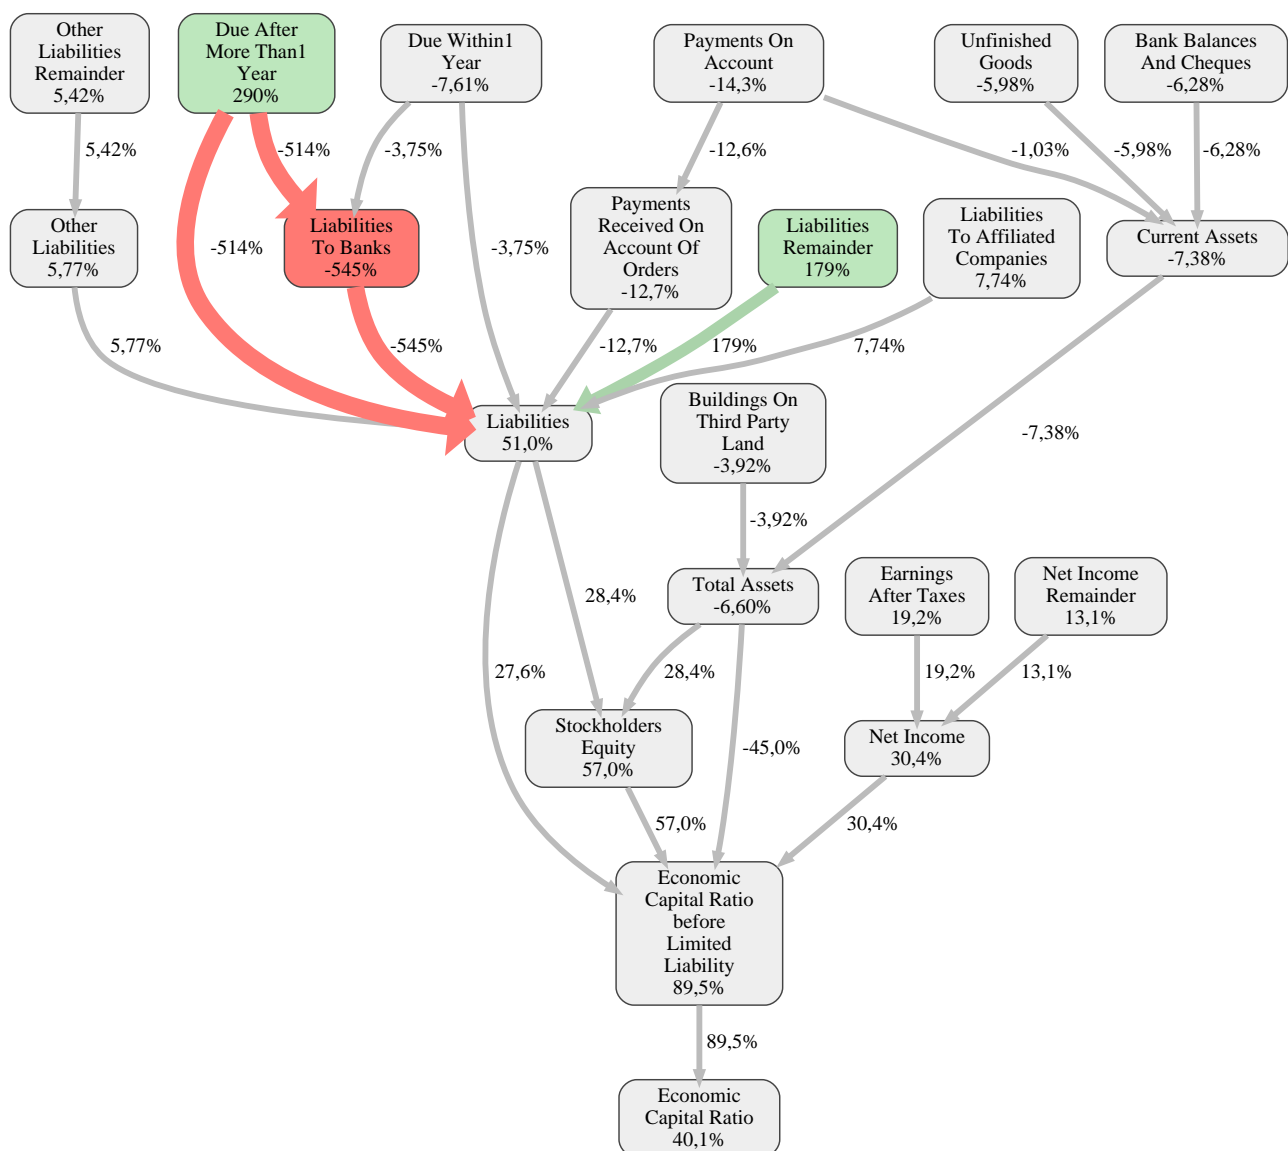 Other
Liabilities
Remainder
5,42%
Due After
More Than1
Year
290%
Due Within1
Year
-7,61%
Payments On
Account
-14,3%
Unfinished
Goods
-5,98%
Bank Balances
And Cheques
-6,28%
5,42%
-514%
-3,75%
-12,6%
-1,03%
-5,98%
-6,28%
Other
Liabilities
5,77%
-514%
Liabilities
To Banks
-545%
-3,75%
Payments
Received On
Account Of
Orders
-12,7%
Liabilities
Remainder
179%
Liabilities
To Affiliated
Companies
7,74%
Current Assets
-7,38%
5,77%
-545%
-12,7%
179%
7,74%
Liabilities
51,0%
Buildings On
Third Party
Land
-3,92%
-7,38%
-3,92%
28,4%
Total Assets
-6,60%
Earnings
After Taxes
19,2%
Net Income
Remainder
13,1%
27,6%
28,4%
19,2%
13,1%
Stockholders
Equity
57,0%
-45,0%
Net Income
30,4%
57,0%
30,4%
Economic
Capital Ratio
before
Limited
Liability
89,5%
89,5%
Economic
Capital Ratio
40,1%